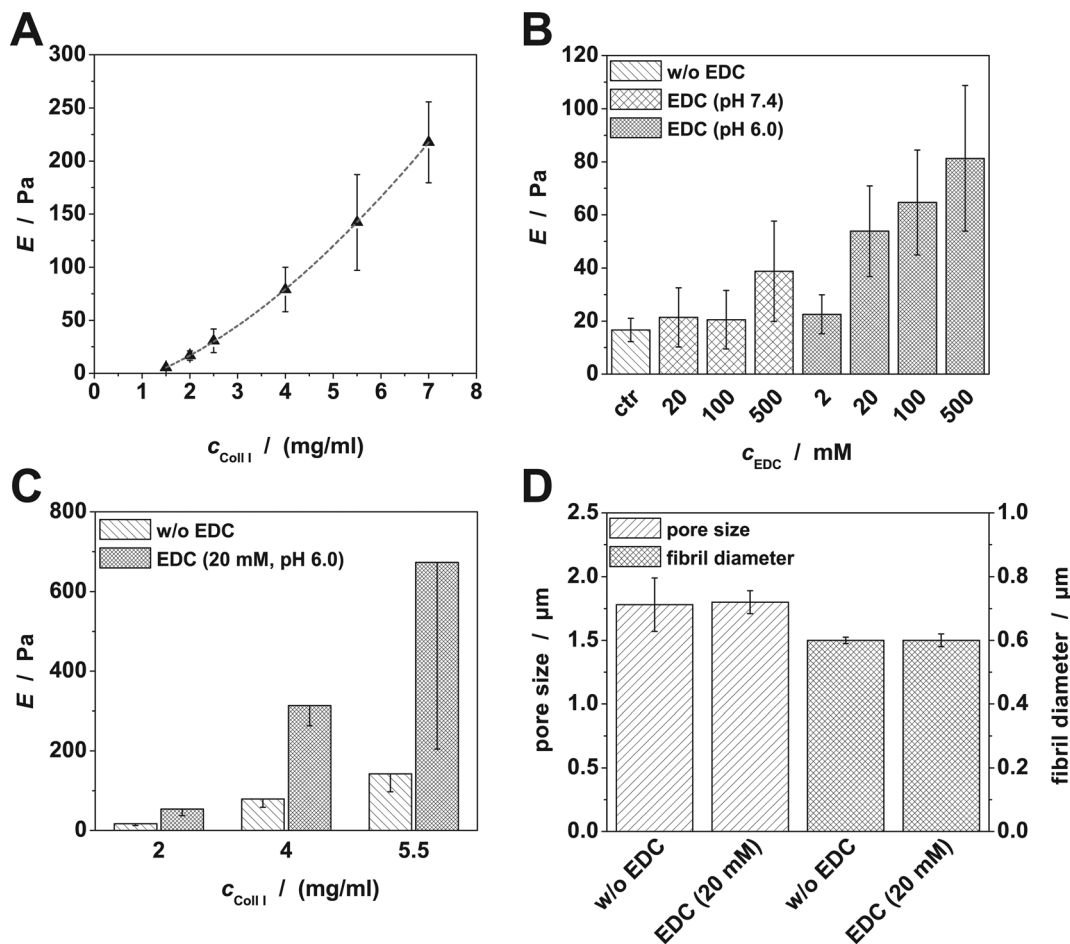 A
300
250
200
150
100
50
0
E / Pa
0 1 2 3 4 5 6 7 8
c Coll I / (mg/ml)
B
120
100
80
60
40
20
0
E / Pa
w/o EDC
EDC (pH 7.4)
EDC (pH 6.0)
ctr 20 100 500 2 20 100 500
c EDC / mM
C
800
600
400
200
0
E / Pa
w/o EDC
EDC (20 mM, pH 6.0)
2 4 5.5
c Coll I / (mg/ml)
D
2.5
2.0
1.5
1.0
0.5
0.0
pore size / µm
pore size
fibril diameter
1.0
0.8
0.6
0.4
0.2
0.0
fibril diameter / µm
w/o EDC
EDC (20 mM)
w/o EDC
EDC (20 mM)